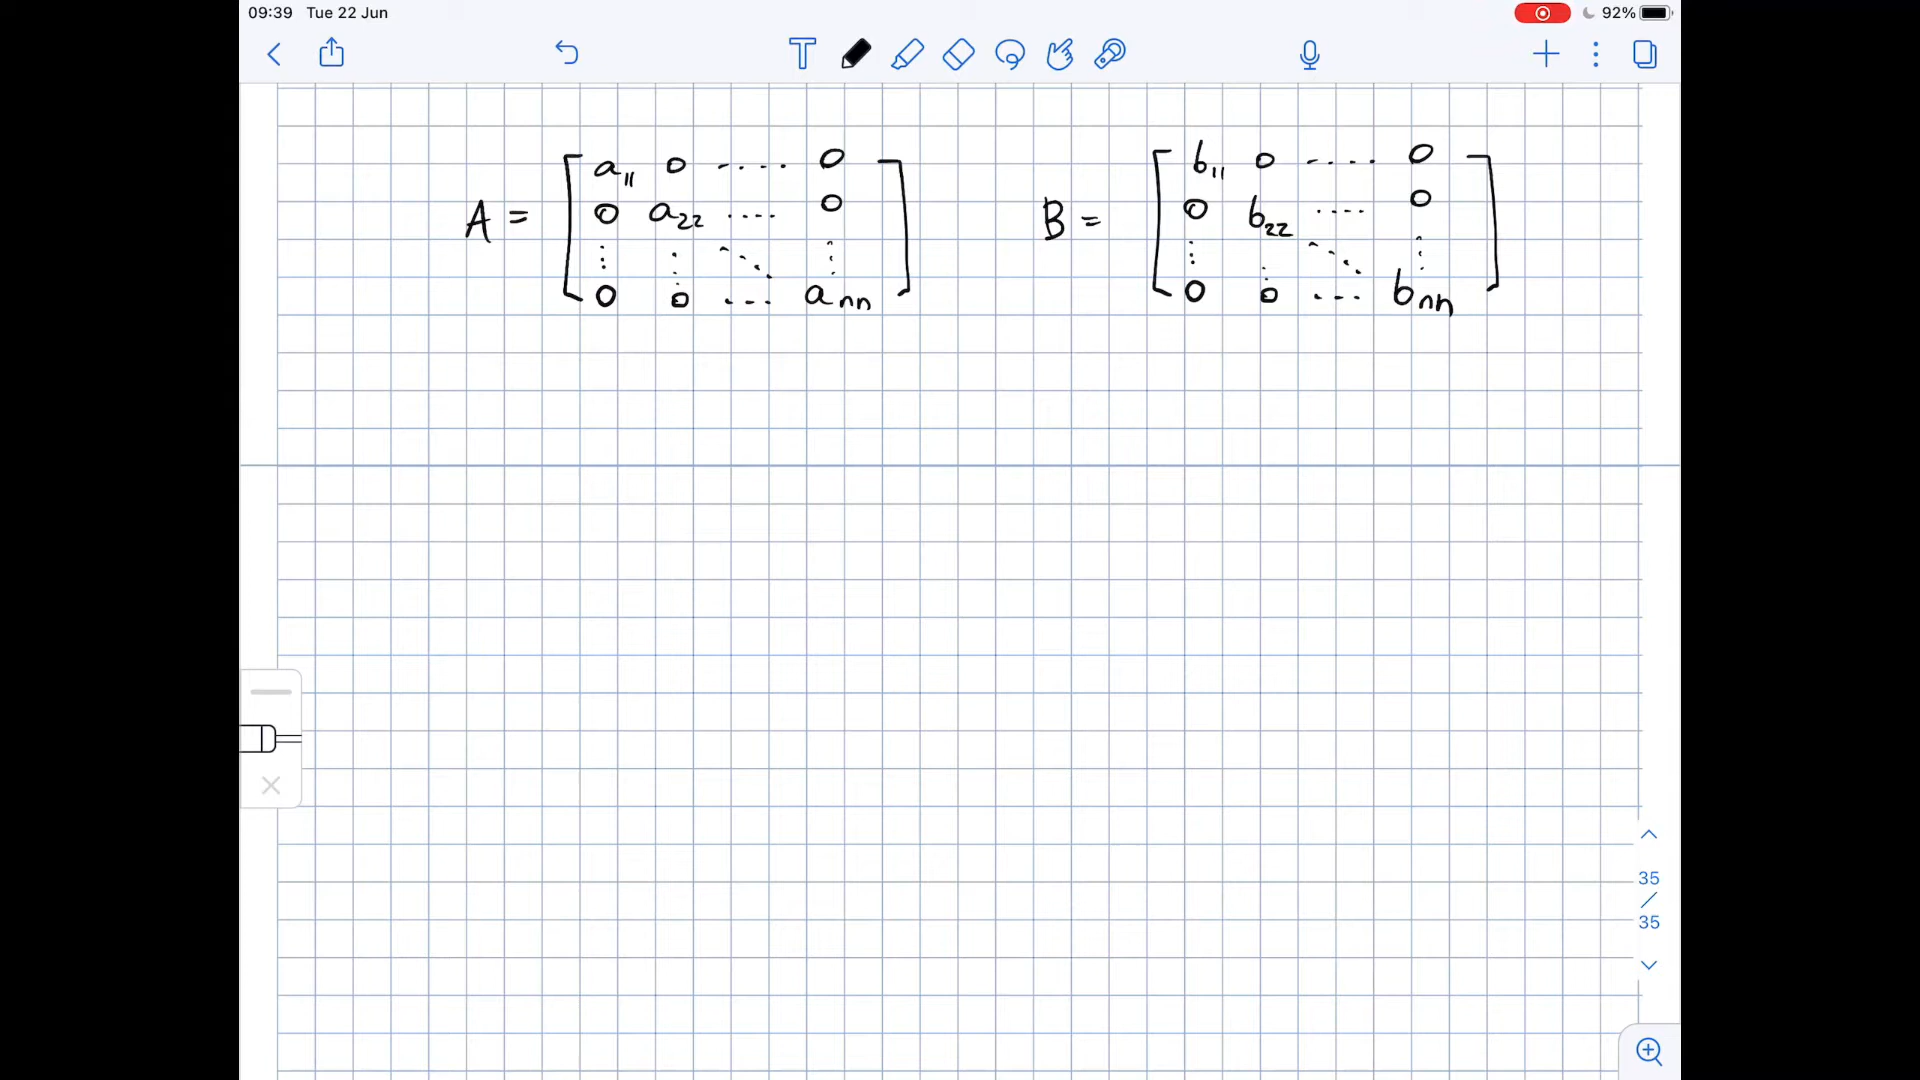 09:39 Tue 22 Jun 92%
T
A = [ a₁₁ 0 .... 0 B = [ b₁₁ 0 .... 0
0 a₂₂ .... 0 0 b₂₂ .... 0
⋮ ⋮ ⋱ ⋮ ⋮ ⋮ ⋱ ⋮
0 0 ... aₙₙ ] 0 0 ... bₙₙ ]
35
/
35